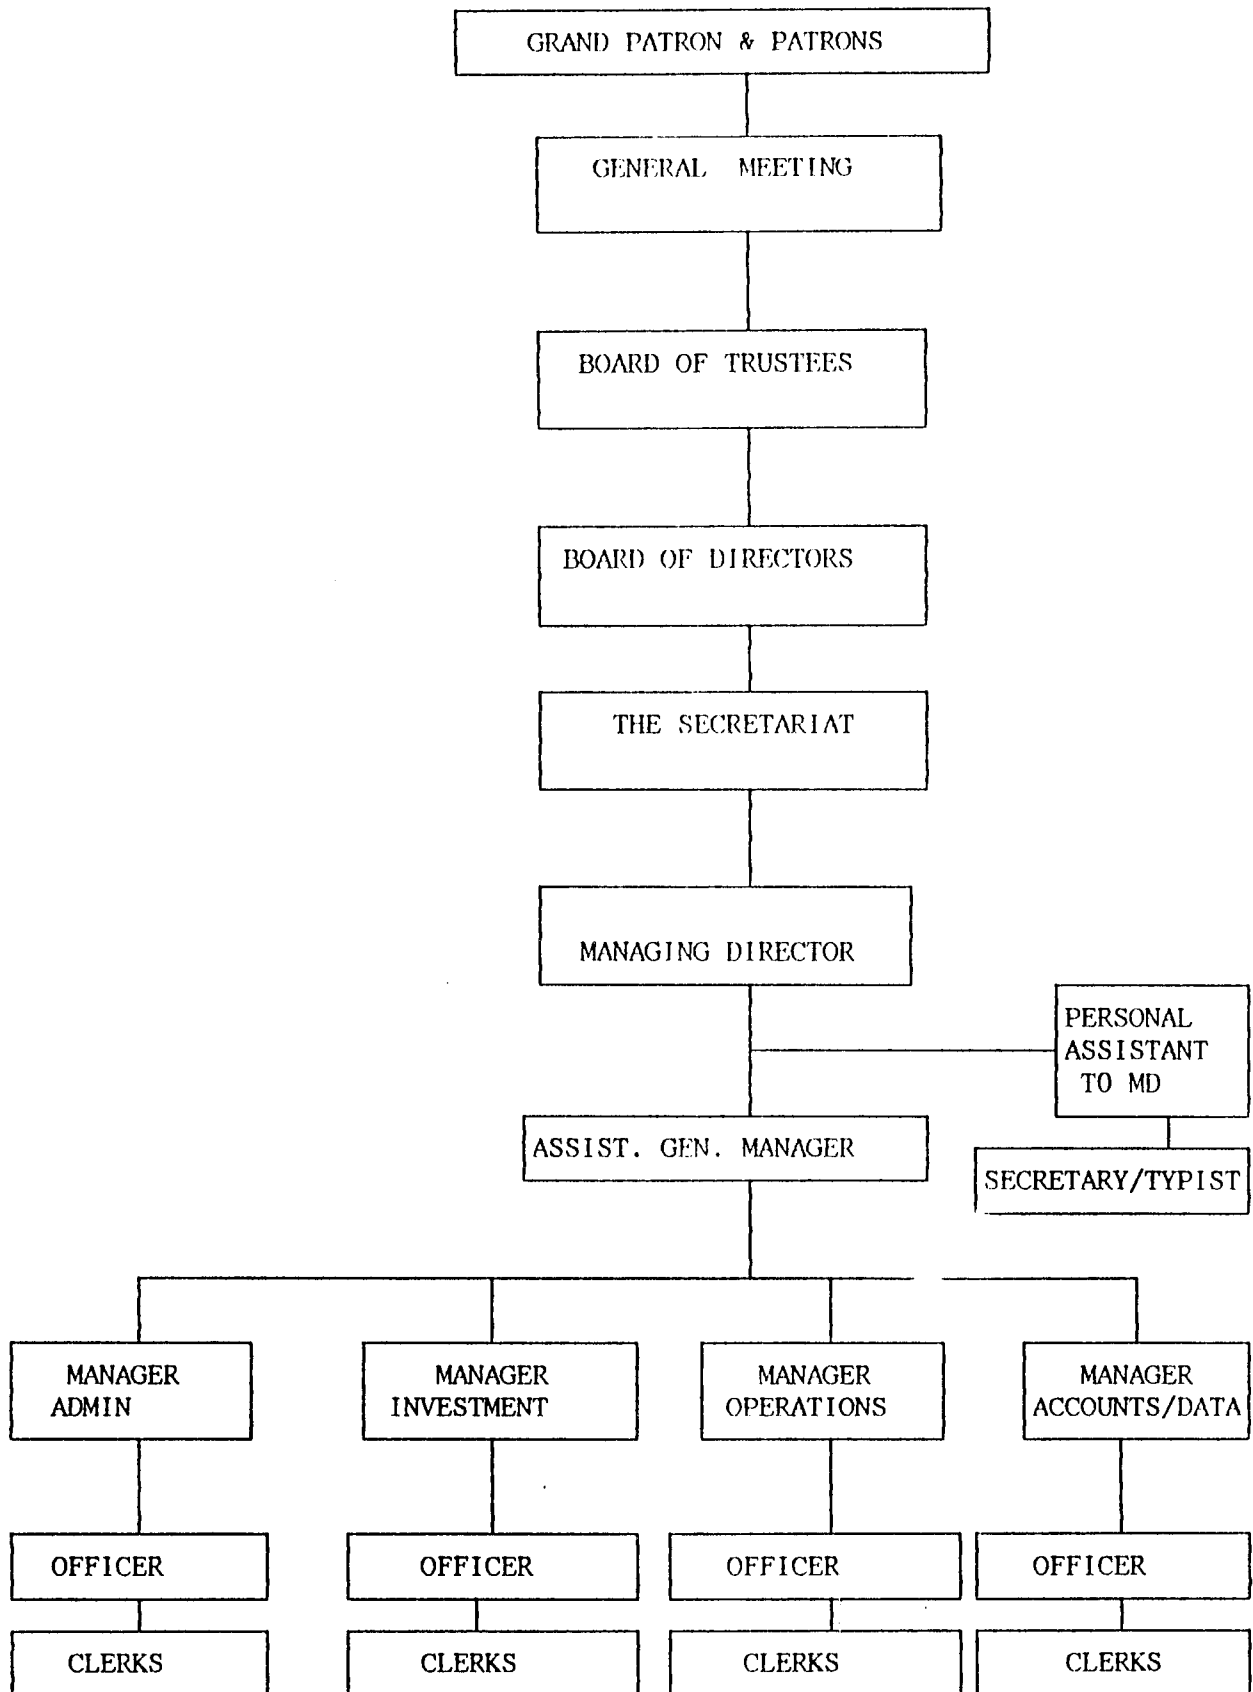 GRAND PATRON & PATRONS
GENERAL MEETING
BOARD OF TRUSTEES
BOARD OF DIRECTORS
THE SECRETARIAT
MANAGING DIRECTOR
PERSONAL
ASSISTANT
TO MD
ASSIST. GEN. MANAGER
SECRETARY/TYPIST
MANAGER
ADMIN
MANAGER
INVESTMENT
MANAGER
OPERATIONS
MANAGER
ACCOUNTS/DATA
OFFICER
OFFICER
OFFICER
OFFICER
CLERKS
CLERKS
CLERKS
CLERKS